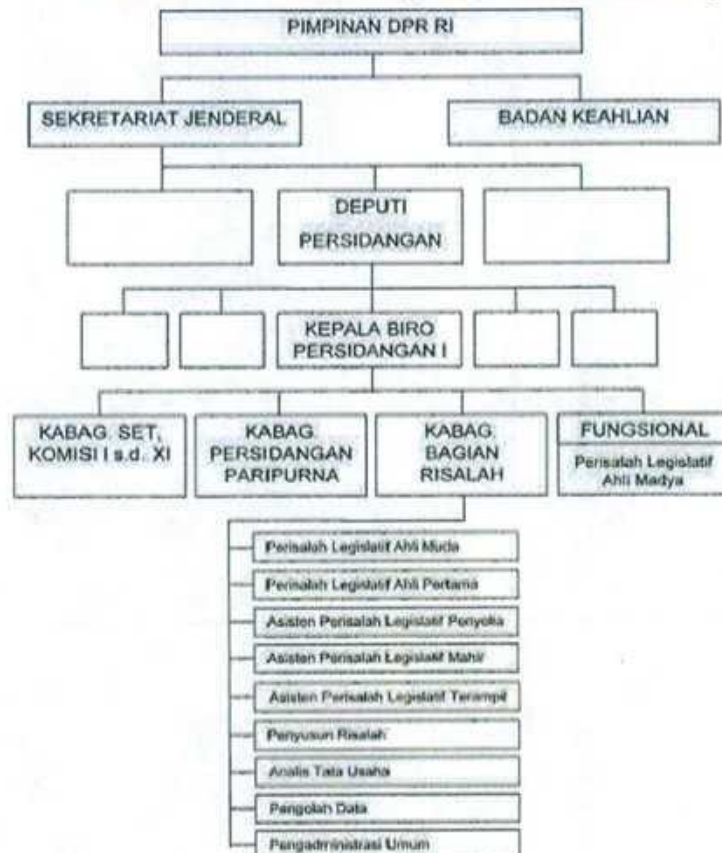 PIMPINAN DPR RI
SEKRETARIAT JENDERAL
BADAN KEAHLIAN
DEPUTI
PERSIDANGAN
KEPALA BIRO
PERSIDANGAN I
KABAG. SET,
KOMISI I s.d. XI
KABAG.
PERSIDANGAN
PARIPURNA
KABAG.
BAGIAN
RISALAH
FUNGSIONAL
Perisalah Legislatif
Ahli Madya
Perisalah Legislatif Ahli Muda
Perisalah Legislatif Ahli Pertama
Asisten Perisalah Legislatif Penyelia
Asisten Perisalah Legislatif Mahir
Asisten Perisalah Legislatif Terampil
Penyusun Risalah
Analis Tata Usaha
Pengolah Data
Pengadministrasi Umum